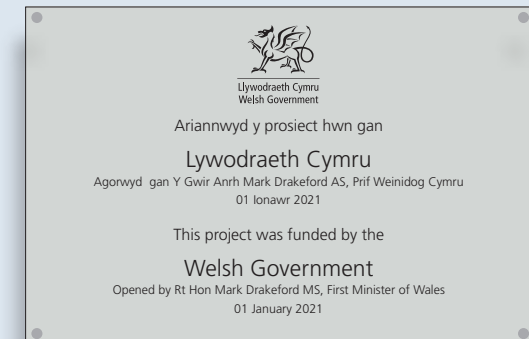 Llywodraeth Cymru
Welsh Government
Ariannwyd y prosiect hwn gan
Lywodraeth Cymru
Agorwyd  gan Y Gwir Anrh Mark Drakeford AS, Prif Weinidog Cymru
01 Ionawr 2021
This project was funded by the
Welsh Government
Opened by Rt Hon Mark Drakeford MS, First Minister of Wales
01 January 2021